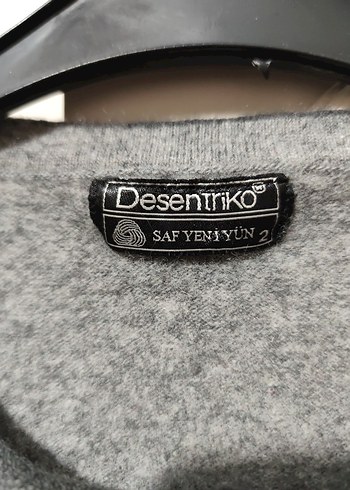 Desentriko
SAF YENİ YÜN 2